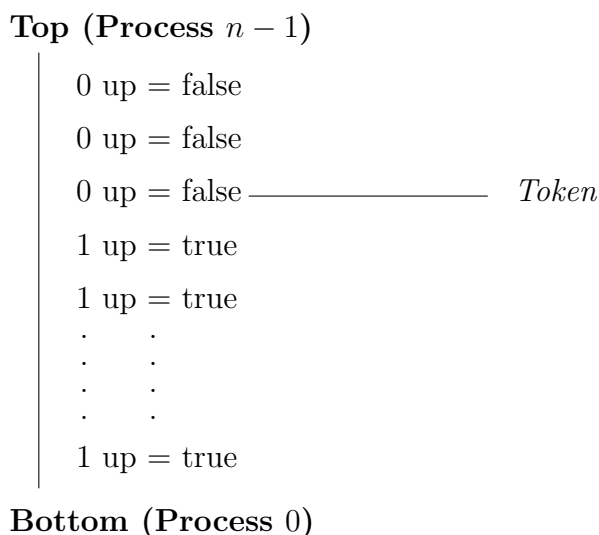 Top (Process n − 1)
0 up = false
0 up = false
0 up = false Token
1 up = true
1 up = true
. .
. .
. .
. .
1 up = true
Bottom (Process 0)